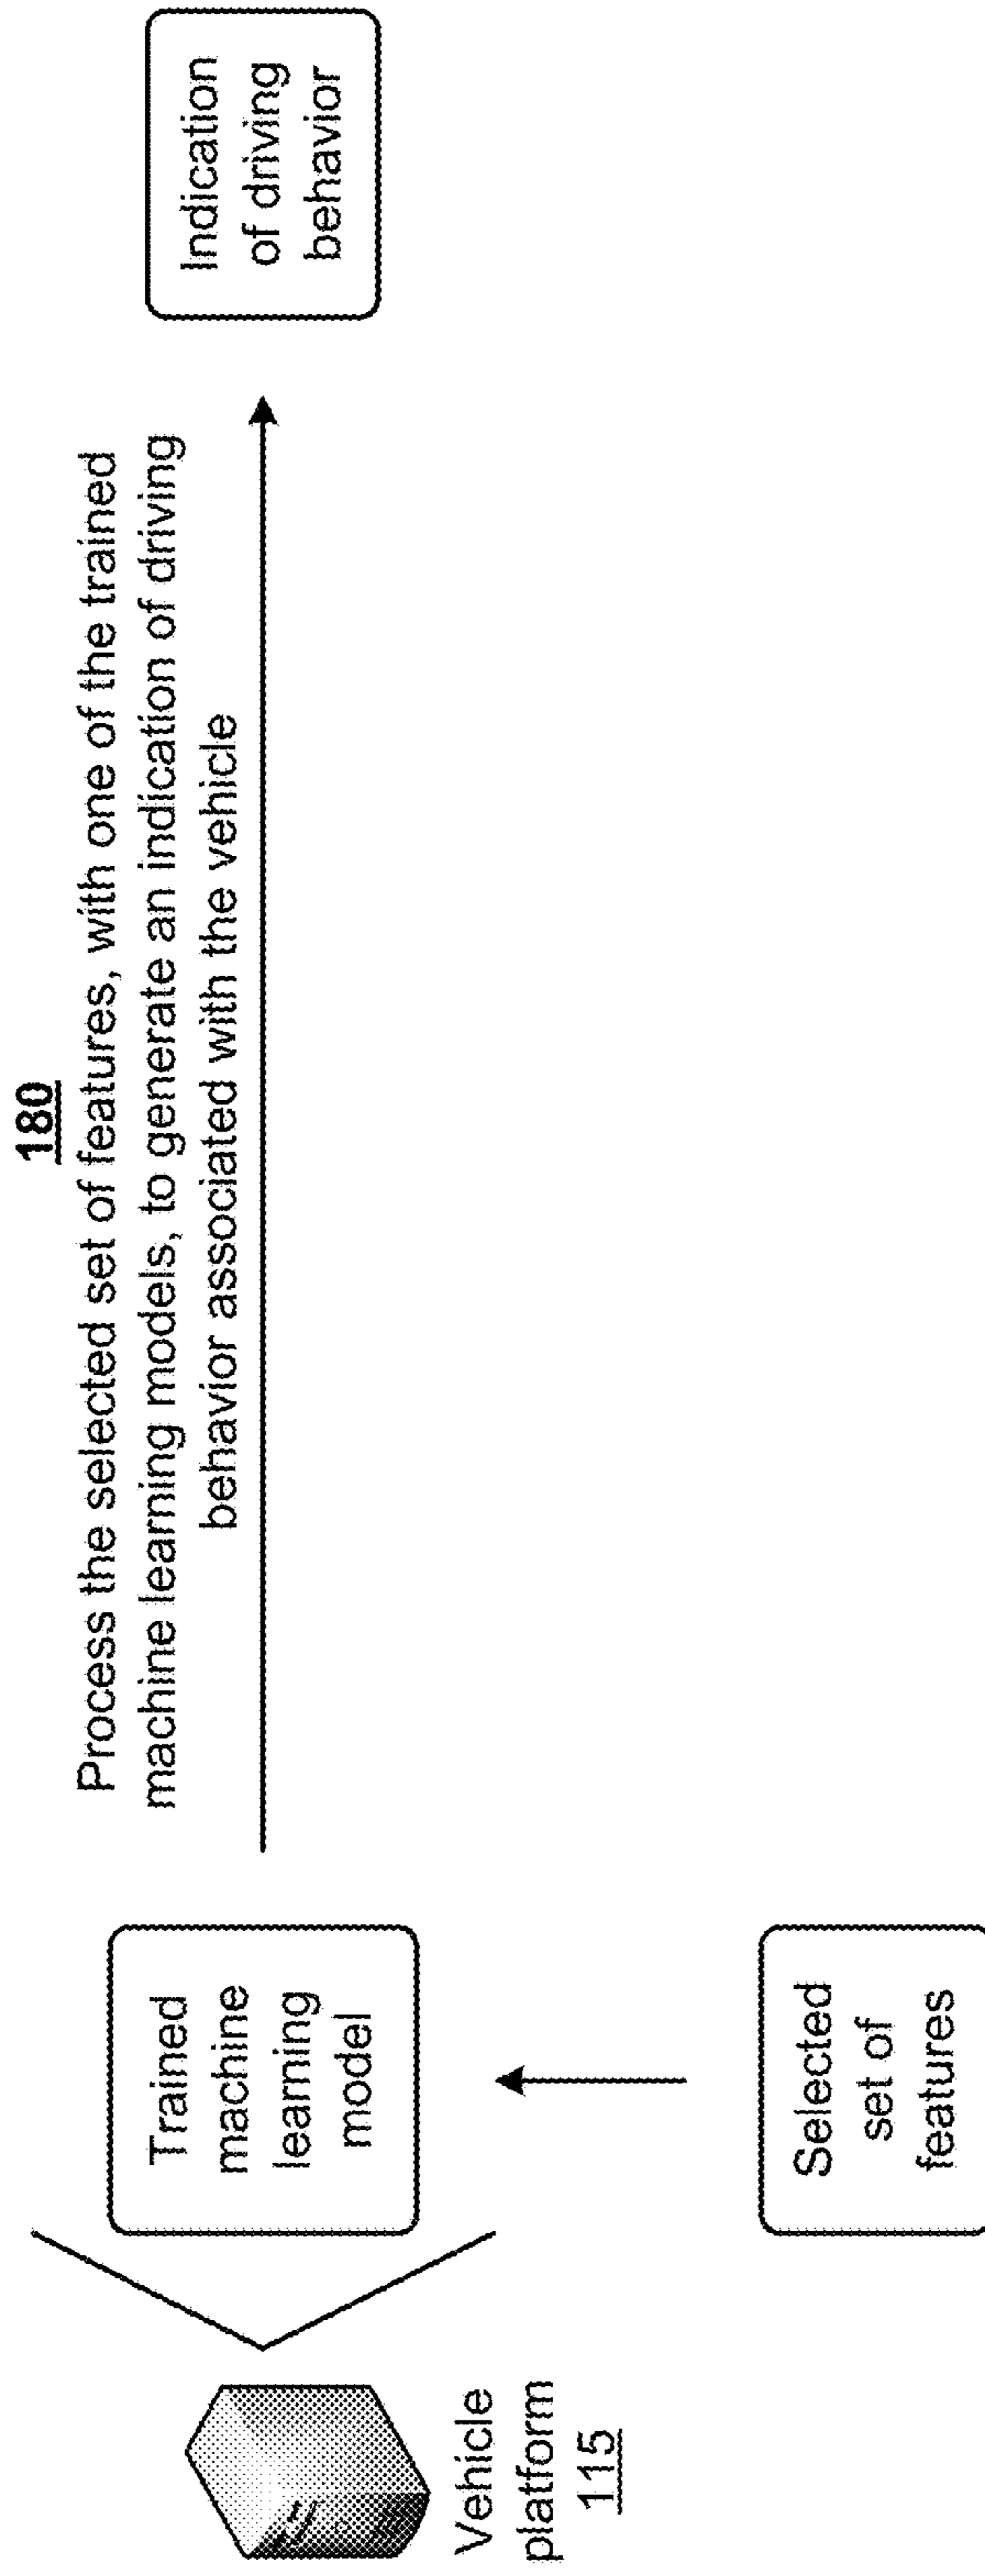 180
Process the selected set of features, with one of the trained
machine learning models, to generate an indication of driving
behavior associated with the vehicle
Trained
machine
learning
model
Indication
of driving
behavior
Vehicle
platform
115
Selected
set of
features